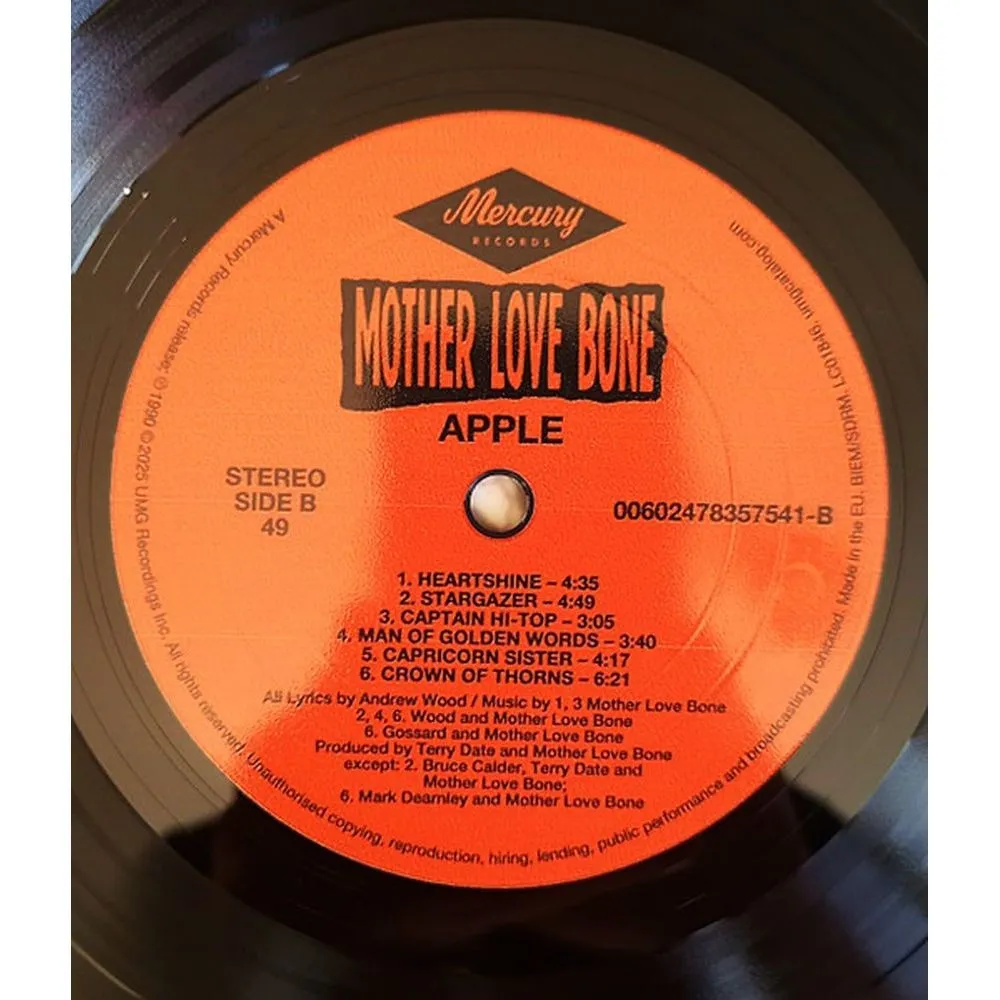 Mercury
RECORDS
MOTHER LOVE BONE
APPLE
STEREO
SIDE B
49
00602478357541-B
1. HEARTSHINE – 4:35
2. STARGAZER – 4:49
3. CAPTAIN HI-TOP – 3:05
4. MAN OF GOLDEN WORDS – 3:40
5. CAPRICORN SISTER – 4:17
6. CROWN OF THORNS – 6:21
All Lyrics by Andrew Wood / Music by 1, 3 Mother Love Bone
2, 4, 6. Wood and Mother Love Bone
6. Gossard and Mother Love Bone
Produced by Terry Date and Mother Love Bone
except: 2. Bruce Calder, Terry Date and
Mother Love Bone;
6. Mark Dearnley and Mother Love Bone
A Mercury Records release; ℗ 1990 © 2025 UMG Recordings Inc. All rights reserved. Unauthorised copying, reproduction, hiring, lending, public performance and broadcasting prohibited. Made in the EU. BIEM/SDRM. LC01846. umgcatalog.com